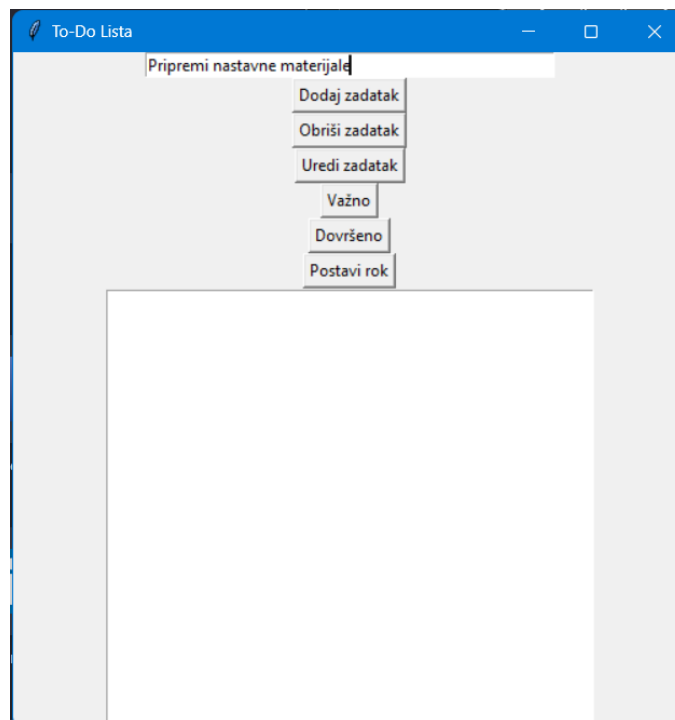 To-Do Lista
Pripremi nastavne materijale
Dodaj zadatak
Obriši zadatak
Uredi zadatak
Važno
Dovršeno
Postavi rok